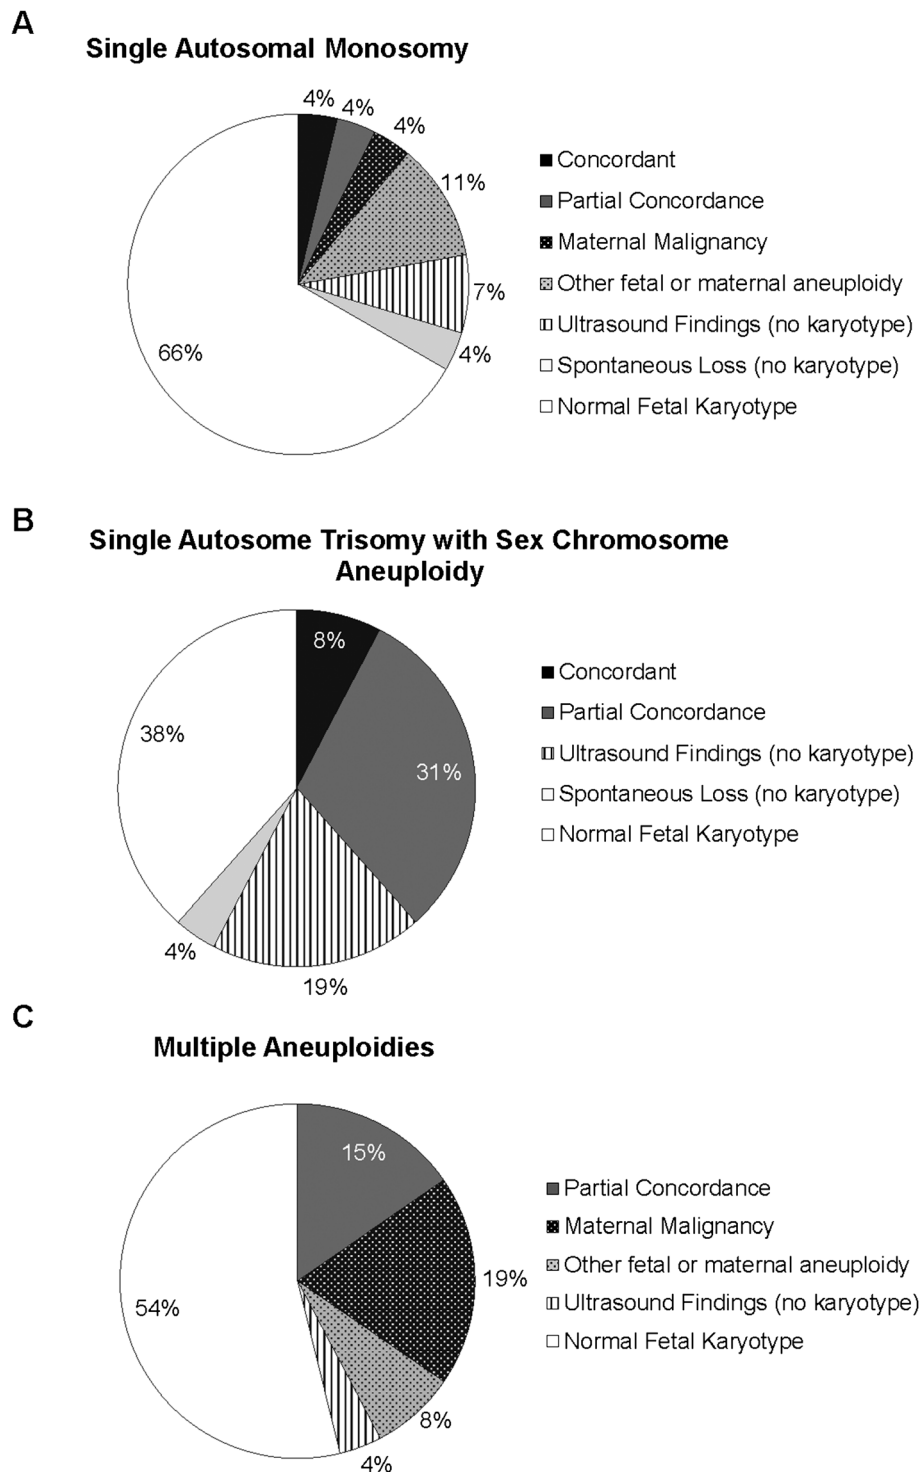 A
Single Autosomal Monosomy
4%
4%
4%
11%
7%
4%
66%
Concordant
Partial Concordance
Maternal Malignancy
Other fetal or maternal aneuploidy
Ultrasound Findings (no karyotype)
Spontaneous Loss (no karyotype)
Normal Fetal Karyotype
B
Single Autosome Trisomy with Sex Chromosome
Aneuploidy
8%
31%
19%
4%
38%
Concordant
Partial Concordance
Ultrasound Findings (no karyotype)
Spontaneous Loss (no karyotype)
Normal Fetal Karyotype
C
Multiple Aneuploidies
15%
19%
8%
4%
54%
Partial Concordance
Maternal Malignancy
Other fetal or maternal aneuploidy
Ultrasound Findings (no karyotype)
Normal Fetal Karyotype